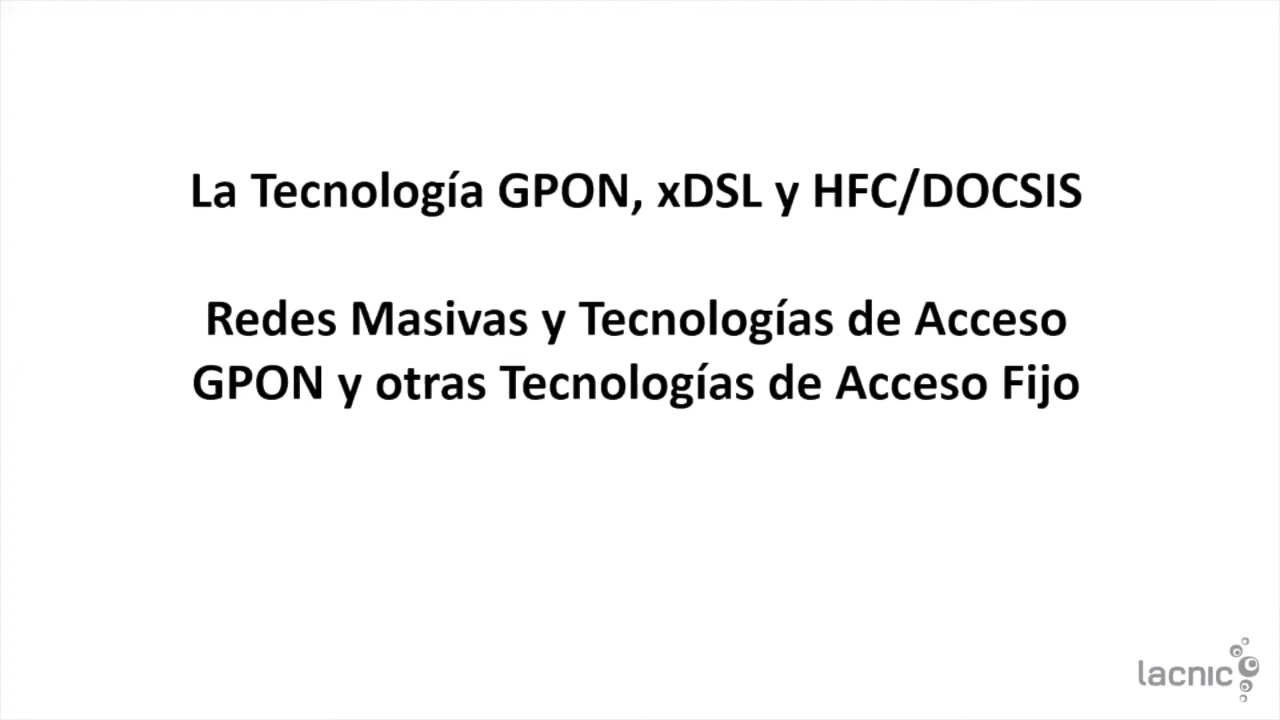 La Tecnología GPON, xDSL y HFC/DOCSIS
Redes Masivas y Tecnologías de Acceso
GPON y otras Tecnologías de Acceso Fijo
lacnic